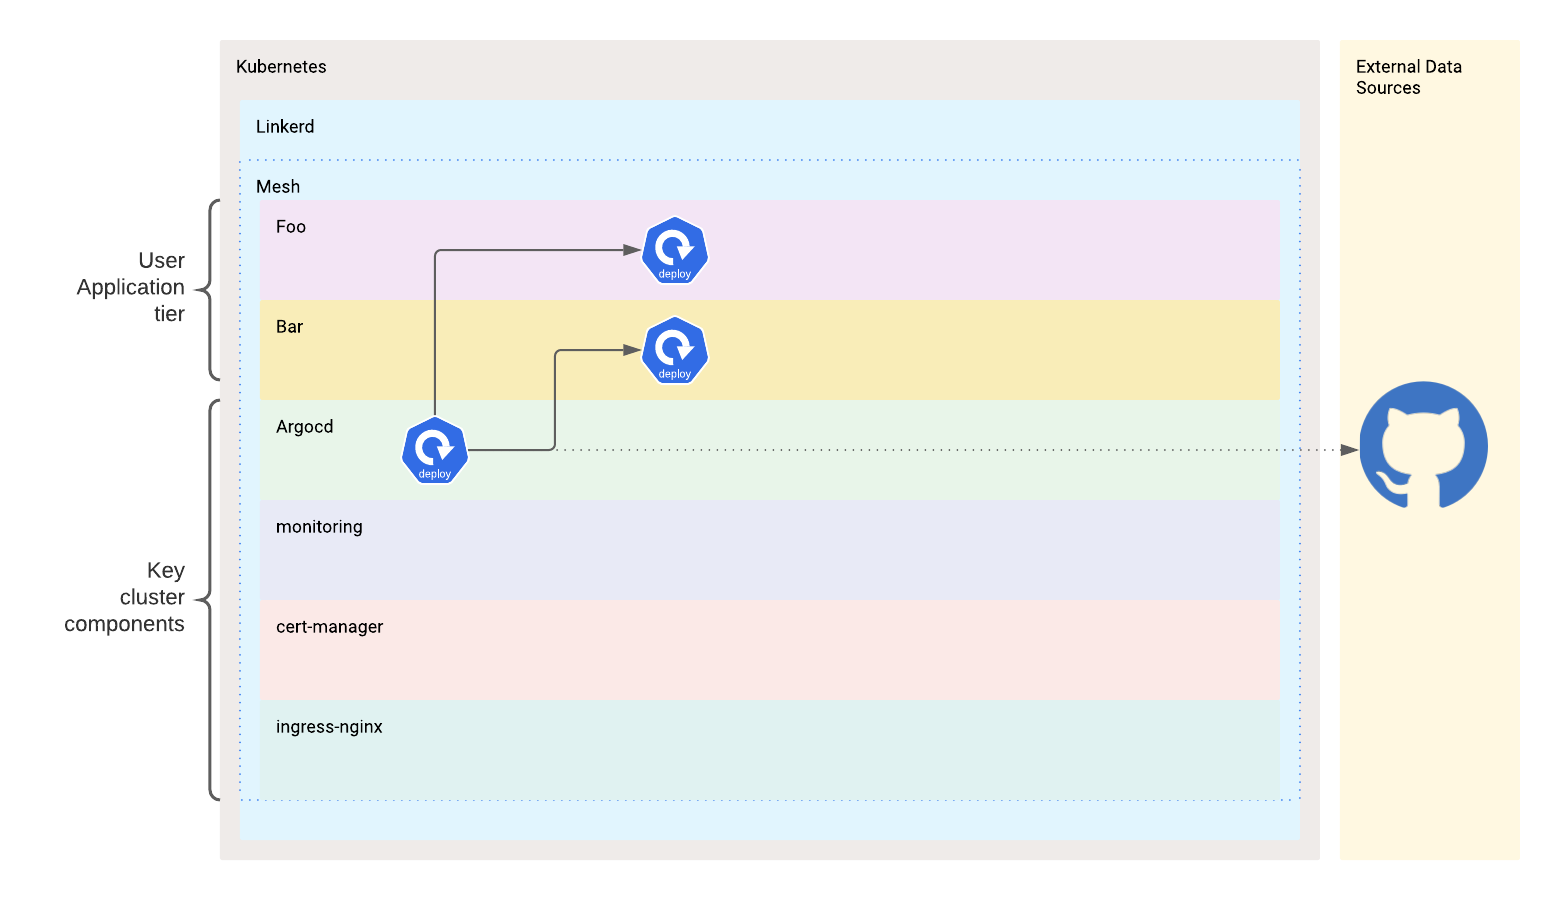 Kubernetes
External Data
Sources
Linkerd
Mesh
User
Application
tier
Foo
deploy
Bar
deploy
Argocd
deploy
monitoring
Key
cluster
components
cert-manager
ingress-nginx